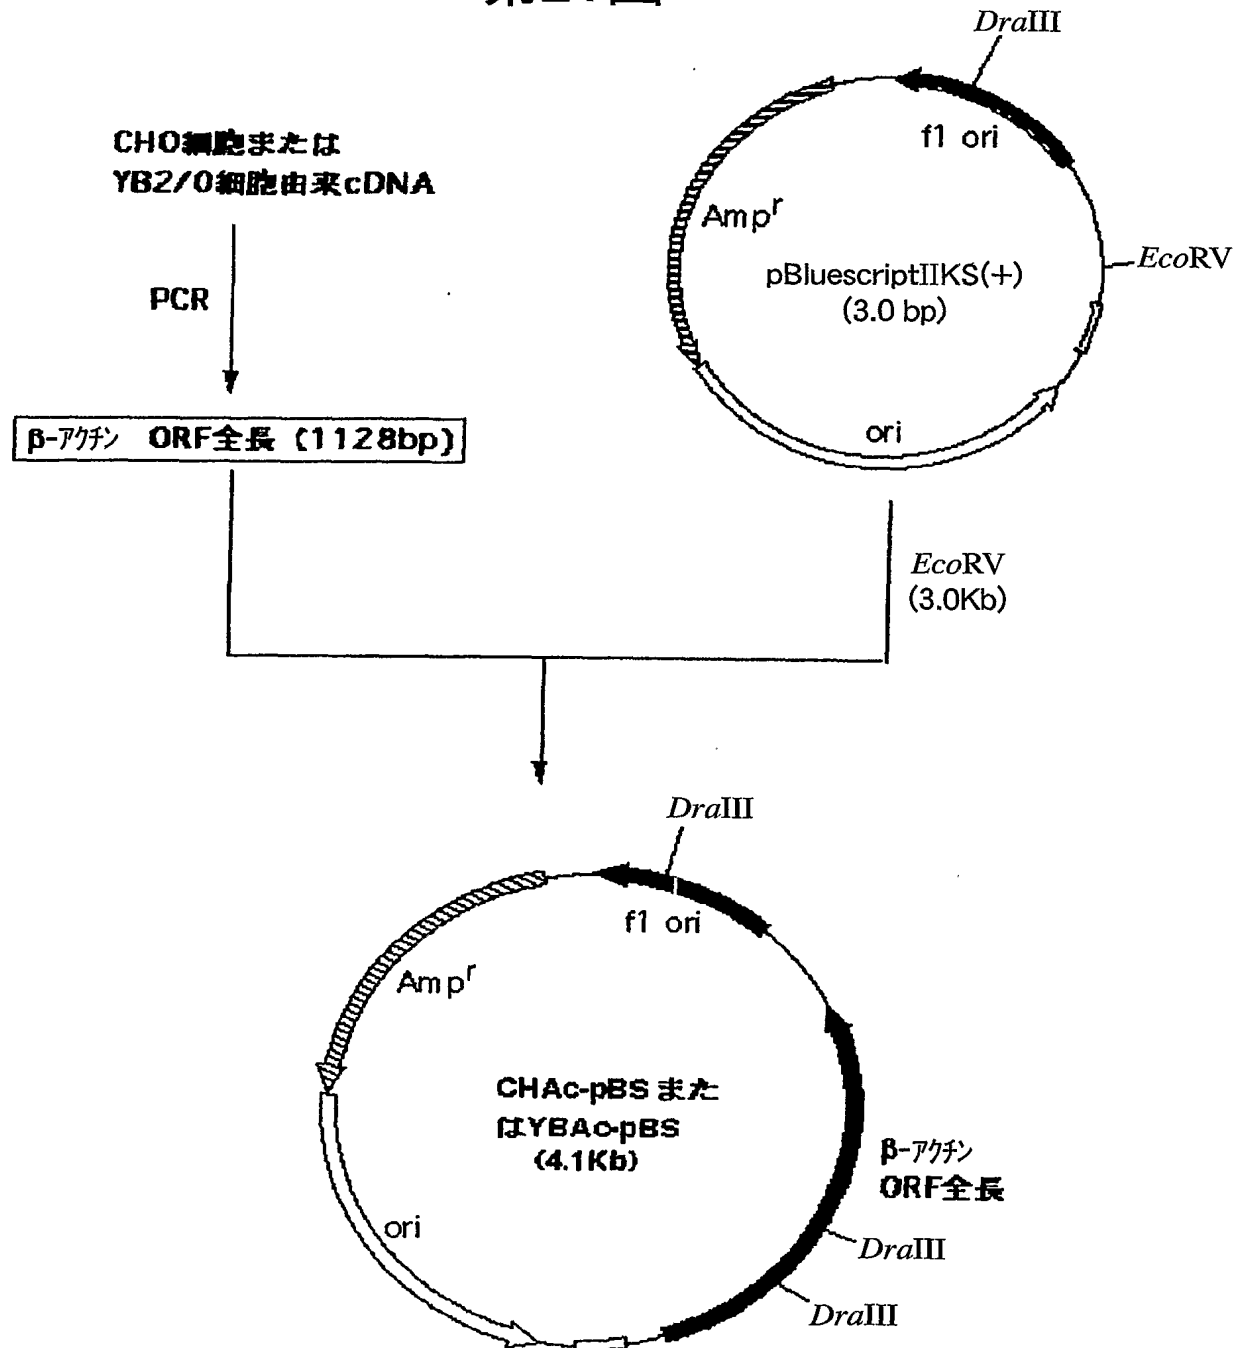 DraIII
f1 ori
CHO細胞または
YB2/0細胞由来cDNA
Ampr
EcoRV
pBluescriptIIKS(+)
(3.0 bp)
PCR
β-アクチン ORF全長 (1128bp)
ori
EcoRV
(3.0Kb)
DraIII
f1 ori
Ampr
CHAc-pBS また
はYBAc-pBS
(4.1Kb)
β-アクチン
ORF全長
ori
DraIII
DraIII